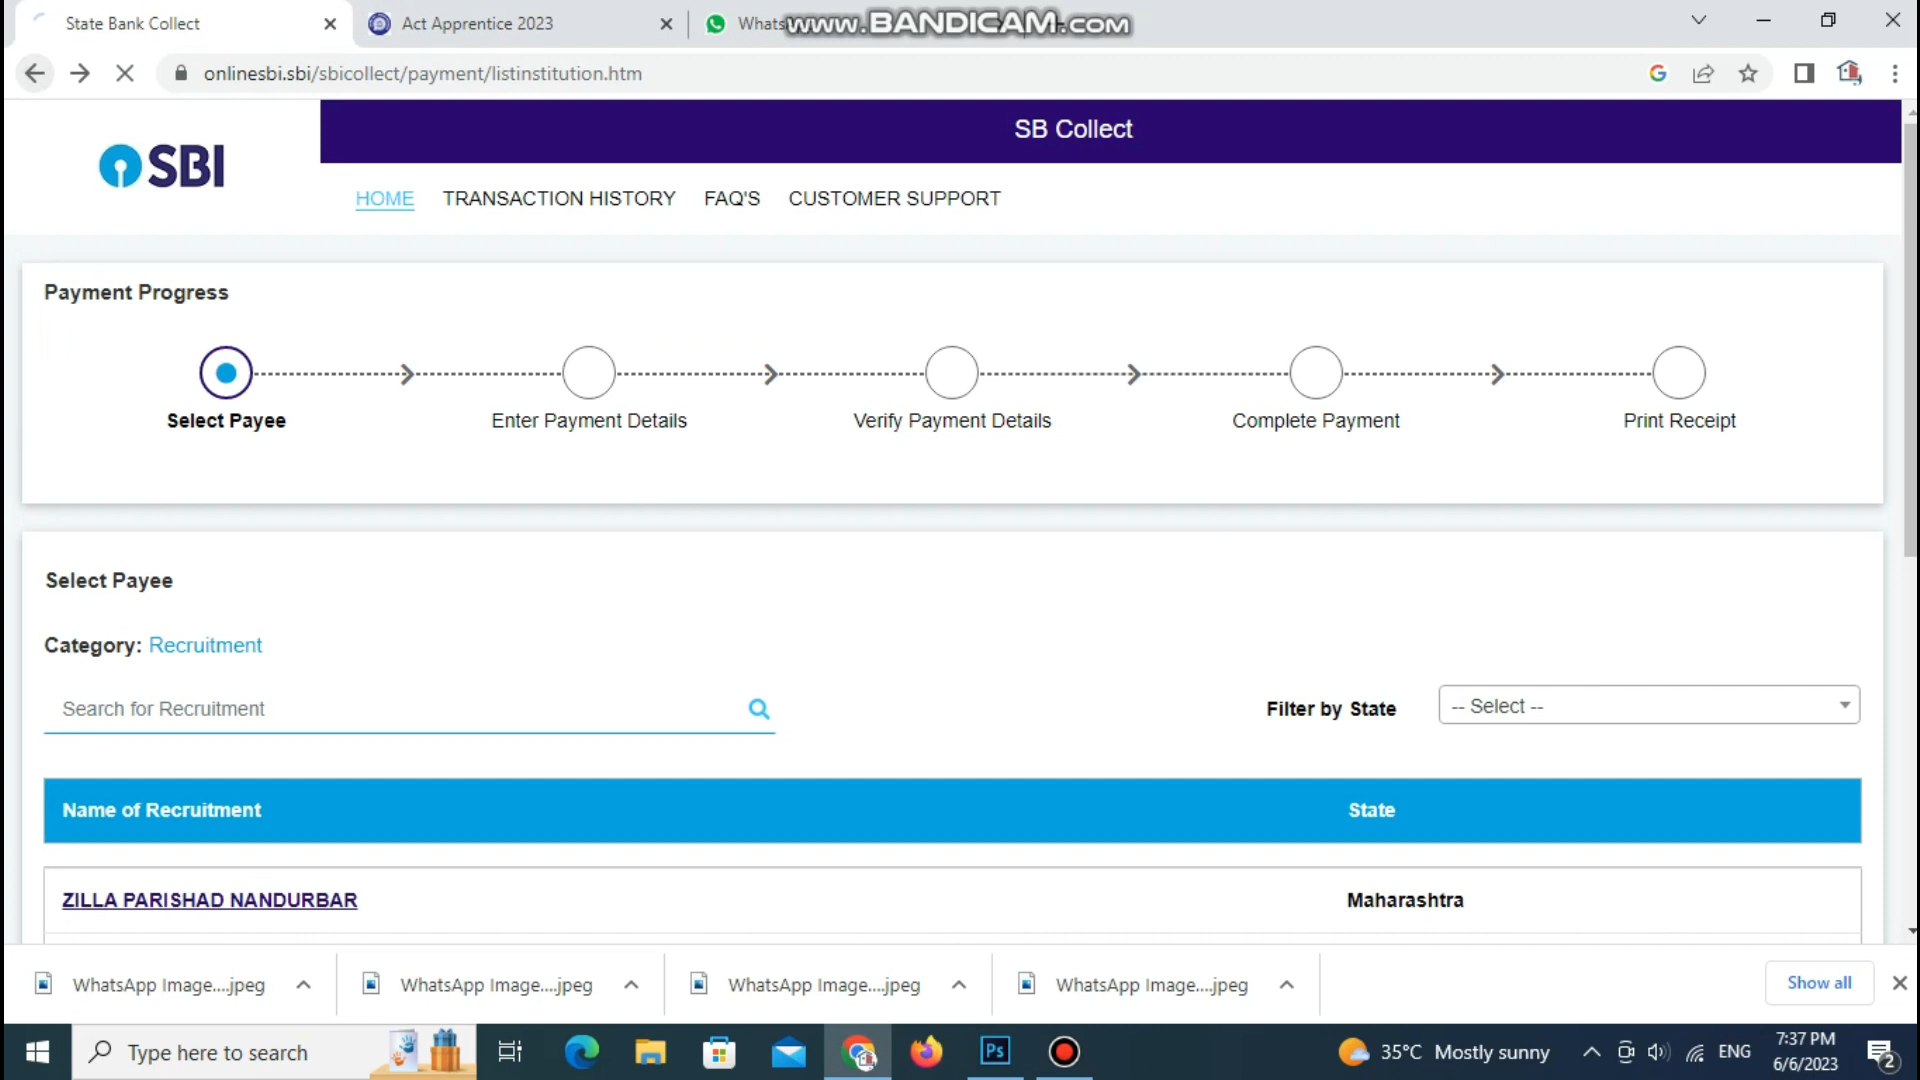 State Bank Collect
Act Apprentice 2023
Whats
www.BANDICAM.com
onlinesbi.sbi/sbicollect/payment/listinstitution.htm
SBI
SB Collect
HOME TRANSACTION HISTORY FAQ'S CUSTOMER SUPPORT
Payment Progress
Select Payee Enter Payment Details Verify Payment Details Complete Payment Print Receipt
Select Payee
Category: Recruitment
Search for Recruitment
Filter by State -- Select --
Name of Recruitment State
ZILLA PARISHAD NANDURBAR Maharashtra
WhatsApp Image....jpeg WhatsApp Image....jpeg WhatsApp Image....jpeg WhatsApp Image....jpeg Show all
Type here to search
Ps
35°C Mostly sunny
ENG
7:37 PM
6/6/2023
2